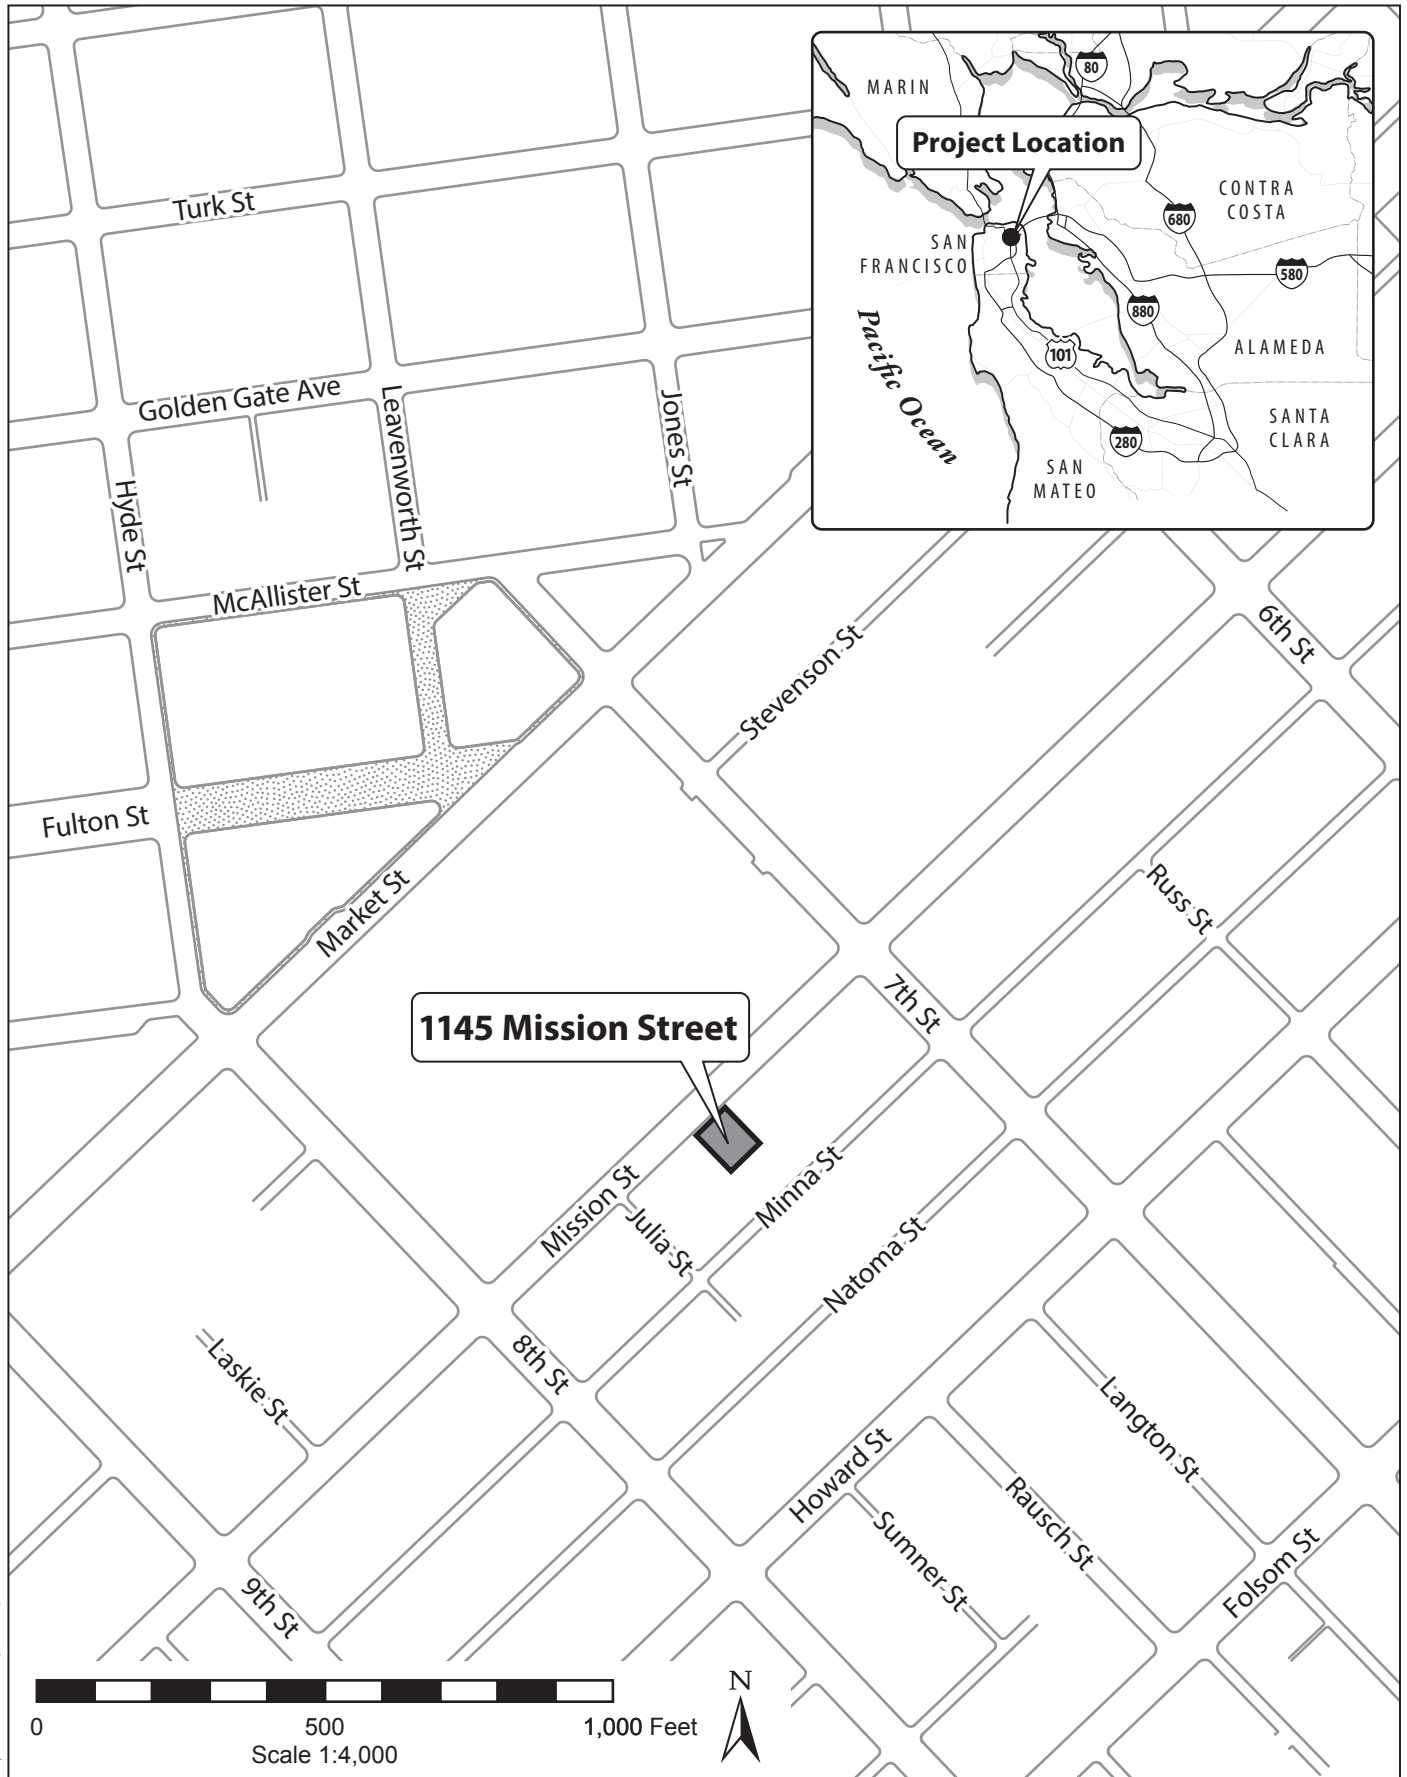 80
MARIN
Project Location
CONTRA
COSTA
680
SAN
FRANCISCO
580
880
Pacific Ocean
101
ALAMEDA
SANTA
CLARA
280
SAN
MATEO
Turk St
Golden Gate Ave
Leavenworth St
Jones St
Hyde St
McAllister St
6th St
Stevenson St
Fulton St
Market St
Russ St
7th St
1145 Mission Street
Mission St
Julia St
Minna St
Natoma St
8th St
Laskie St
Langton St
Howard St
Rausch St
Sumner St
Folsom St
9th St
N
0
500
1,000 Feet
Scale 1:4,000